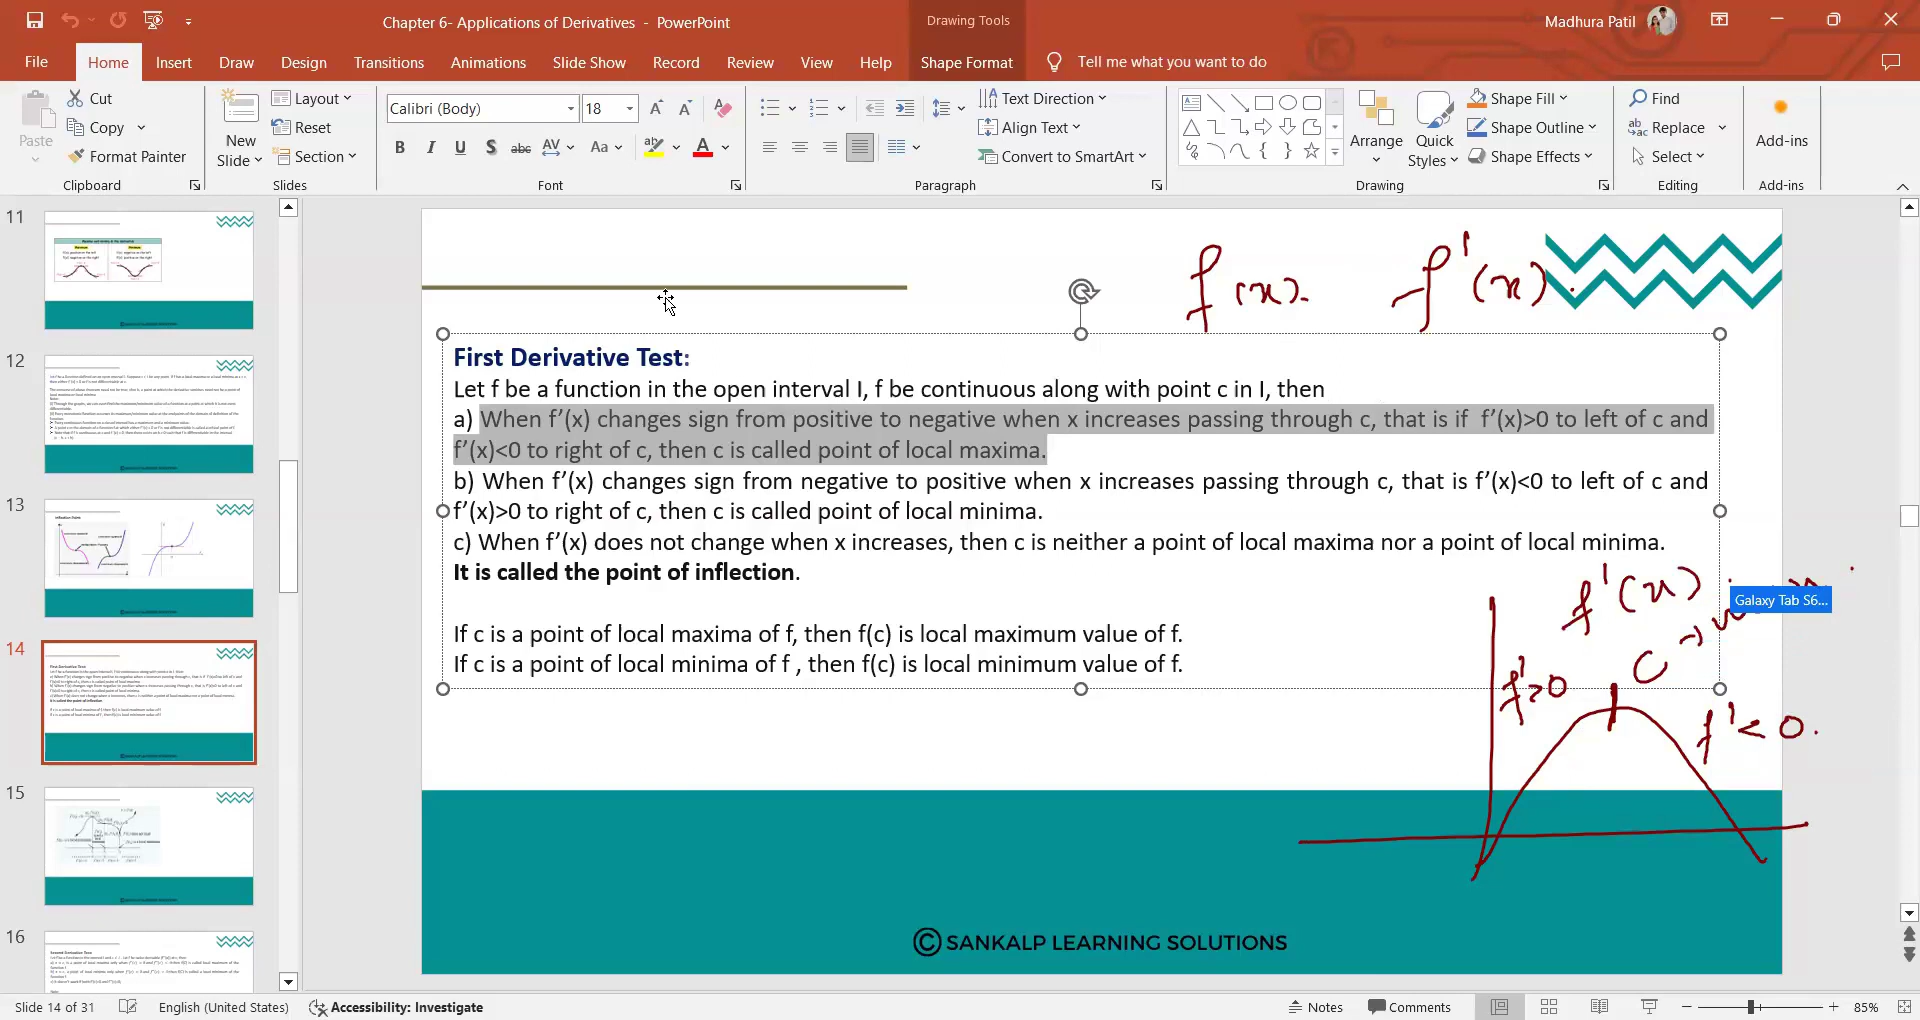 Chapter 6- Applications of Derivatives - PowerPoint
Drawing Tools
Madhura Patil
File Home Insert Draw Design Transitions Animations Slide Show Record Review View Help Shape Format Tell me what you want to do
Paste
Cut
Copy
Format Painter
Clipboard
New Slide
Layout
Reset
Section
Slides
Calibri (Body) 18
Font
Text Direction
Align Text
Convert to SmartArt
Paragraph
Arrange
Quick Styles
Shape Fill
Shape Outline
Shape Effects
Drawing
Find
Replace
Select
Editing
Add-ins
Add-ins
11
12
13
14
15
16
f(x). f'(x).
First Derivative Test:
Let f be a function in the open interval I, f be continuous along with point c in I, then
a) When f’(x) changes sign from positive to negative when x increases passing through c, that is if f’(x)>0 to left of c and
f’(x)<0 to right of c, then c is called point of local maxima.
b) When f’(x) changes sign from negative to positive when x increases passing through c, that is f’(x)<0 to left of c and
f’(x)>0 to right of c, then c is called point of local minima.
c) When f’(x) does not change when x increases, then c is neither a point of local maxima nor a point of local minima.
It is called the point of inflection.
If c is a point of local maxima of f, then f(c) is local maximum value of f.
If c is a point of local minima of f , then f(c) is local minimum value of f.
f'(x)
Galaxy Tab S6...
c
f'>0
f'<0.
© SANKALP LEARNING SOLUTIONS
Slide 14 of 31 English (United States) Accessibility: Investigate Notes Comments 85%